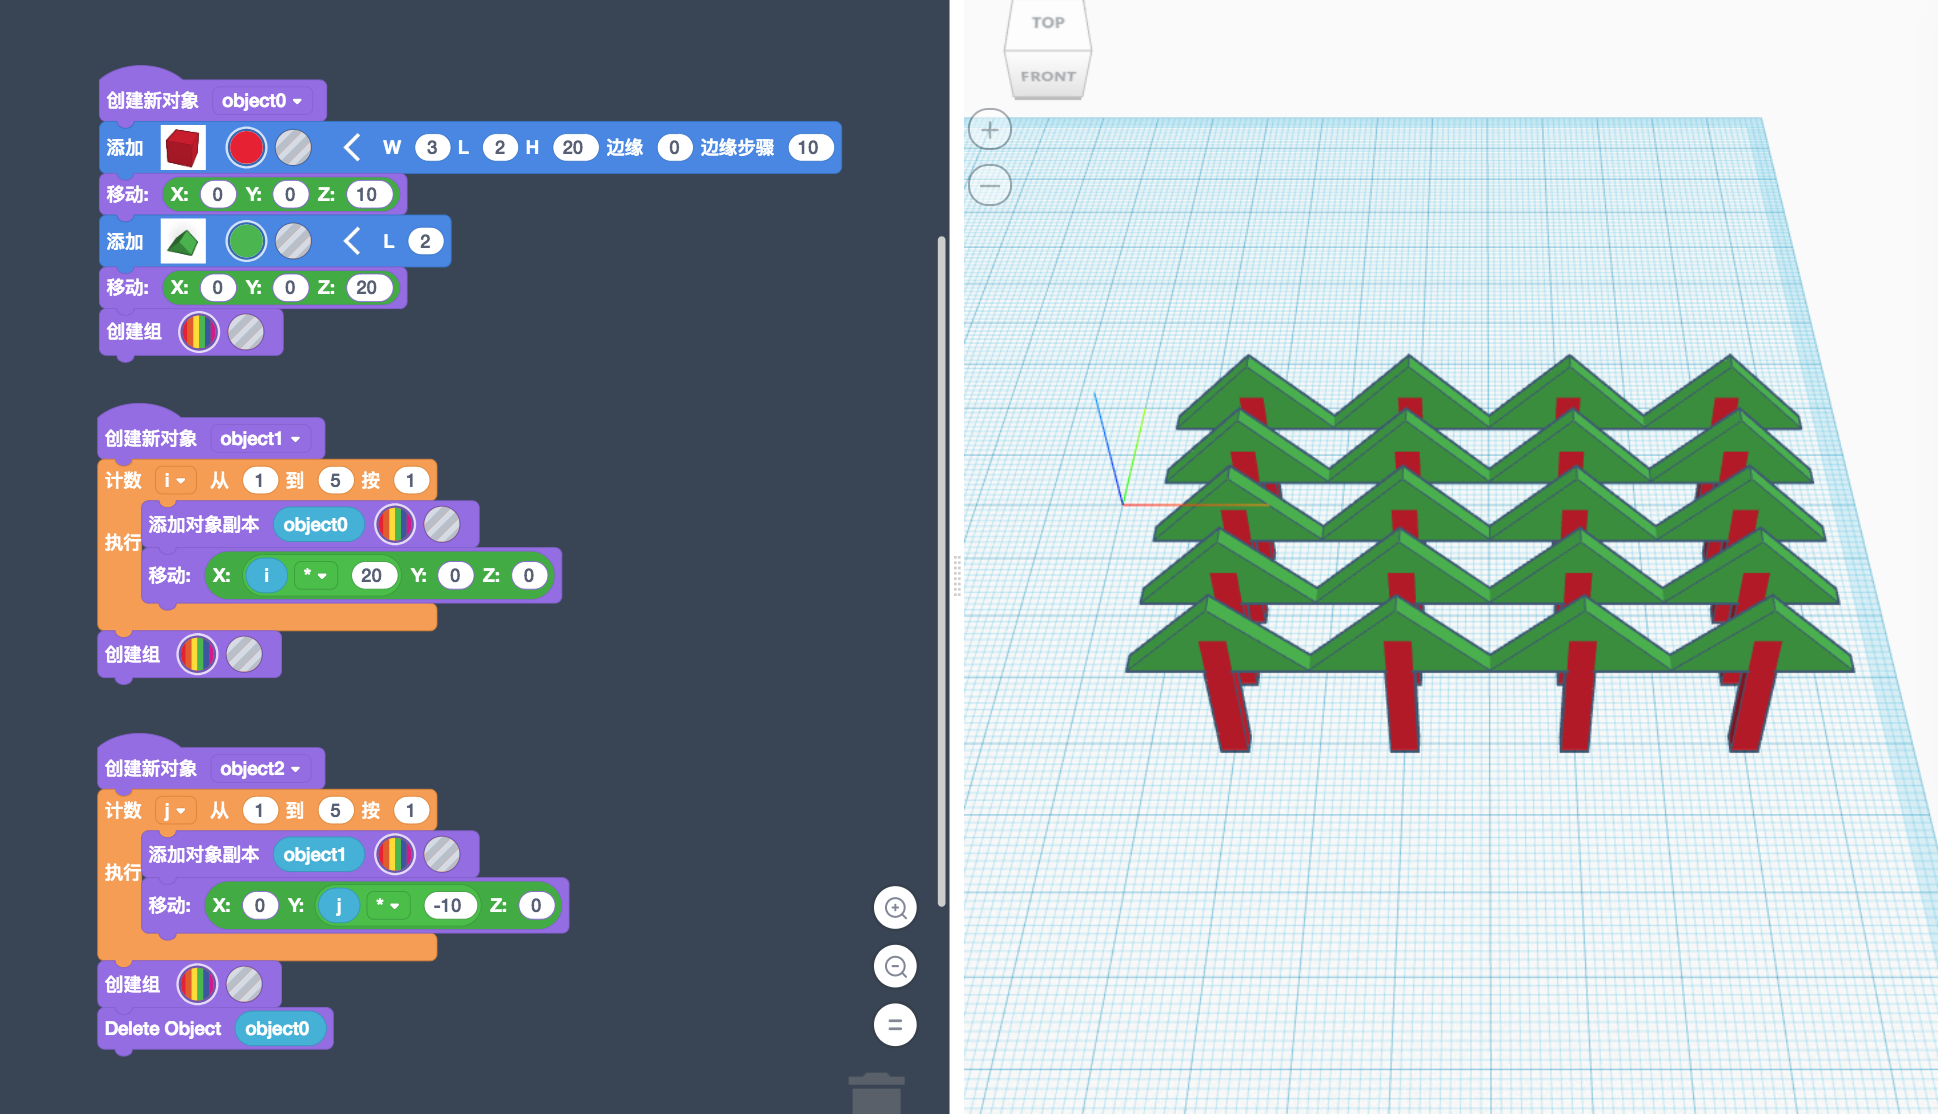 创建新对象 object0
添加 W 3 L 2 H 20 边缘 0 边缘步骤 10
移动: X: 0 Y: 0 Z: 10
添加 L 2
移动: X: 0 Y: 0 Z: 20
创建组
创建新对象 object1
计数 i 从 1 到 5 按 1
执行
添加对象副本 object0
移动: X: i * 20 Y: 0 Z: 0
创建组
创建新对象 object2
计数 j 从 1 到 5 按 1
执行
添加对象副本 object1
移动: X: 0 Y: j * -10 Z: 0
创建组
Delete Object object0
TOP
FRONT